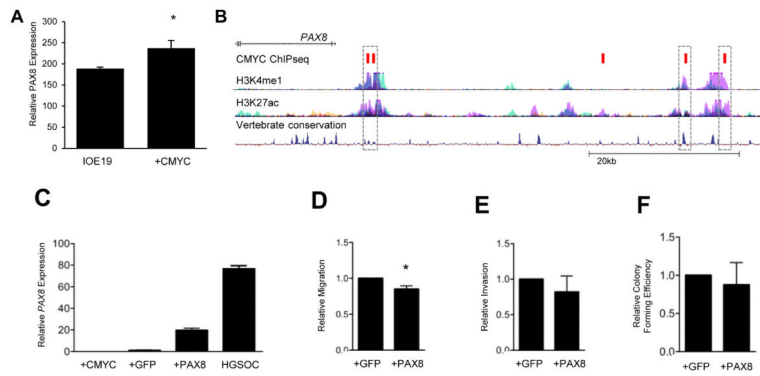 A
Relative PAX8 Expression
300
250
200
150
100
50
0
*
IOE19
+CMYC
B
PAX8
CMYC ChIPseq
H3K4me1
H3K27ac
Vertebrate conservation
20kb
C
Relative PAX8 Expression
100
80
60
40
20
0
+CMYC
+GFP
+PAX8
HGSOC
D
Relative Migration
1.5
1.0
0.5
0.0
*
+GFP
+PAX8
E
Relative Invasion
1.5
1.0
0.5
0.0
+GFP
+PAX8
F
Relative Colony
Forming Efficiency
1.5
1.0
0.5
0.0
+GFP
+PAX8